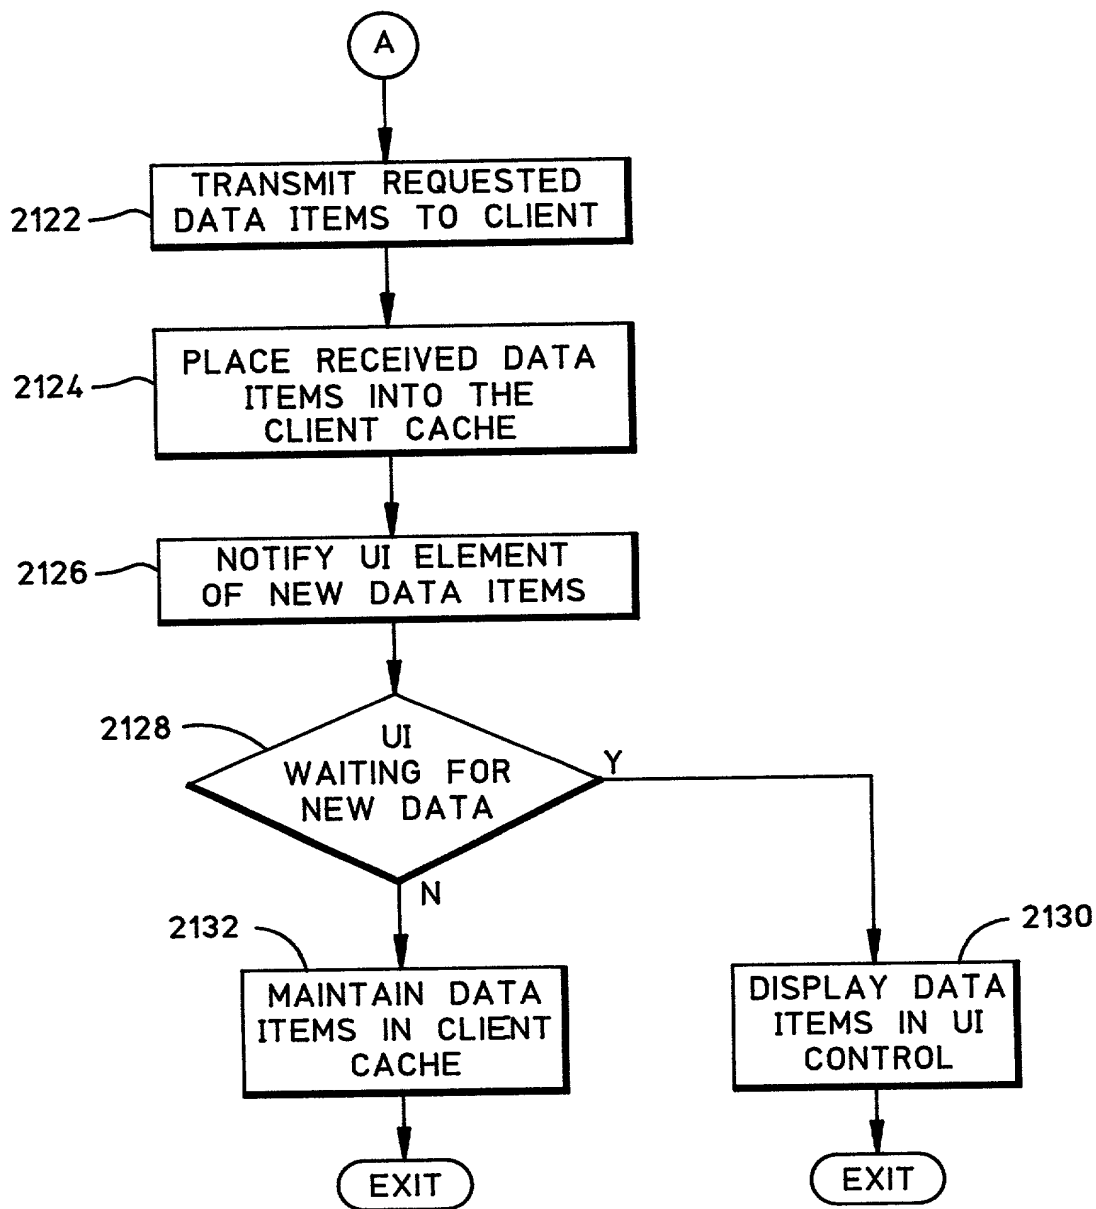 A
TRANSMIT REQUESTED
DATA ITEMS TO CLIENT
2122
PLACE RECEIVED DATA
ITEMS INTO THE
CLIENT CACHE
2124
NOTIFY UI ELEMENT
OF NEW DATA ITEMS
2126
2128
UI
WAITING FOR
NEW DATA
Y
N
2132
MAINTAIN DATA
ITEMS IN CLIENT
CACHE
EXIT
2130
DISPLAY DATA
ITEMS IN UI
CONTROL
EXIT